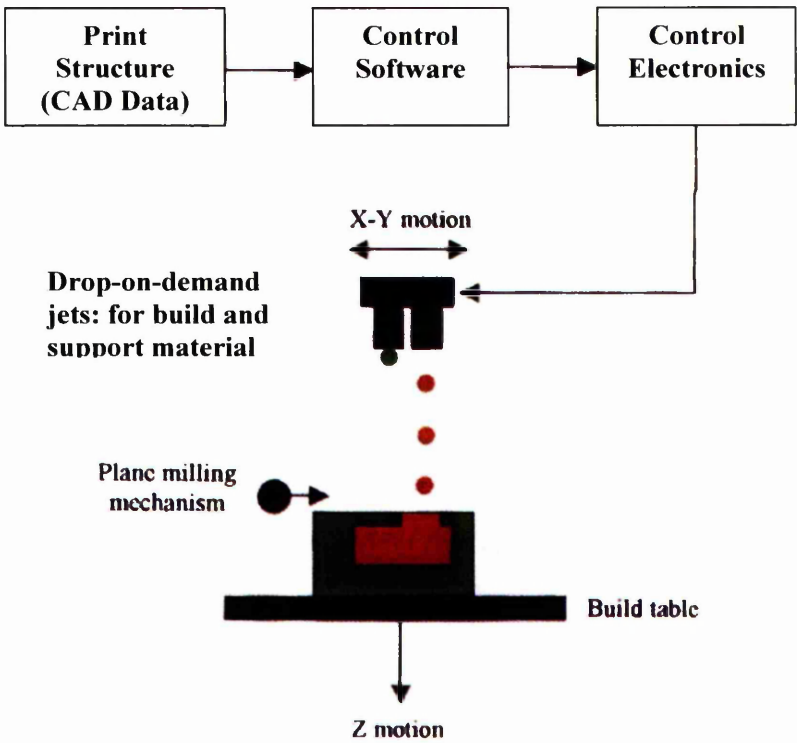 Print
Structure
(CAD Data)
Control
Software
Control
Electronics
X-Y motion
Drop-on-demand
jets: for build and
support material
Plane milling
mechanism
Build table
Z motion